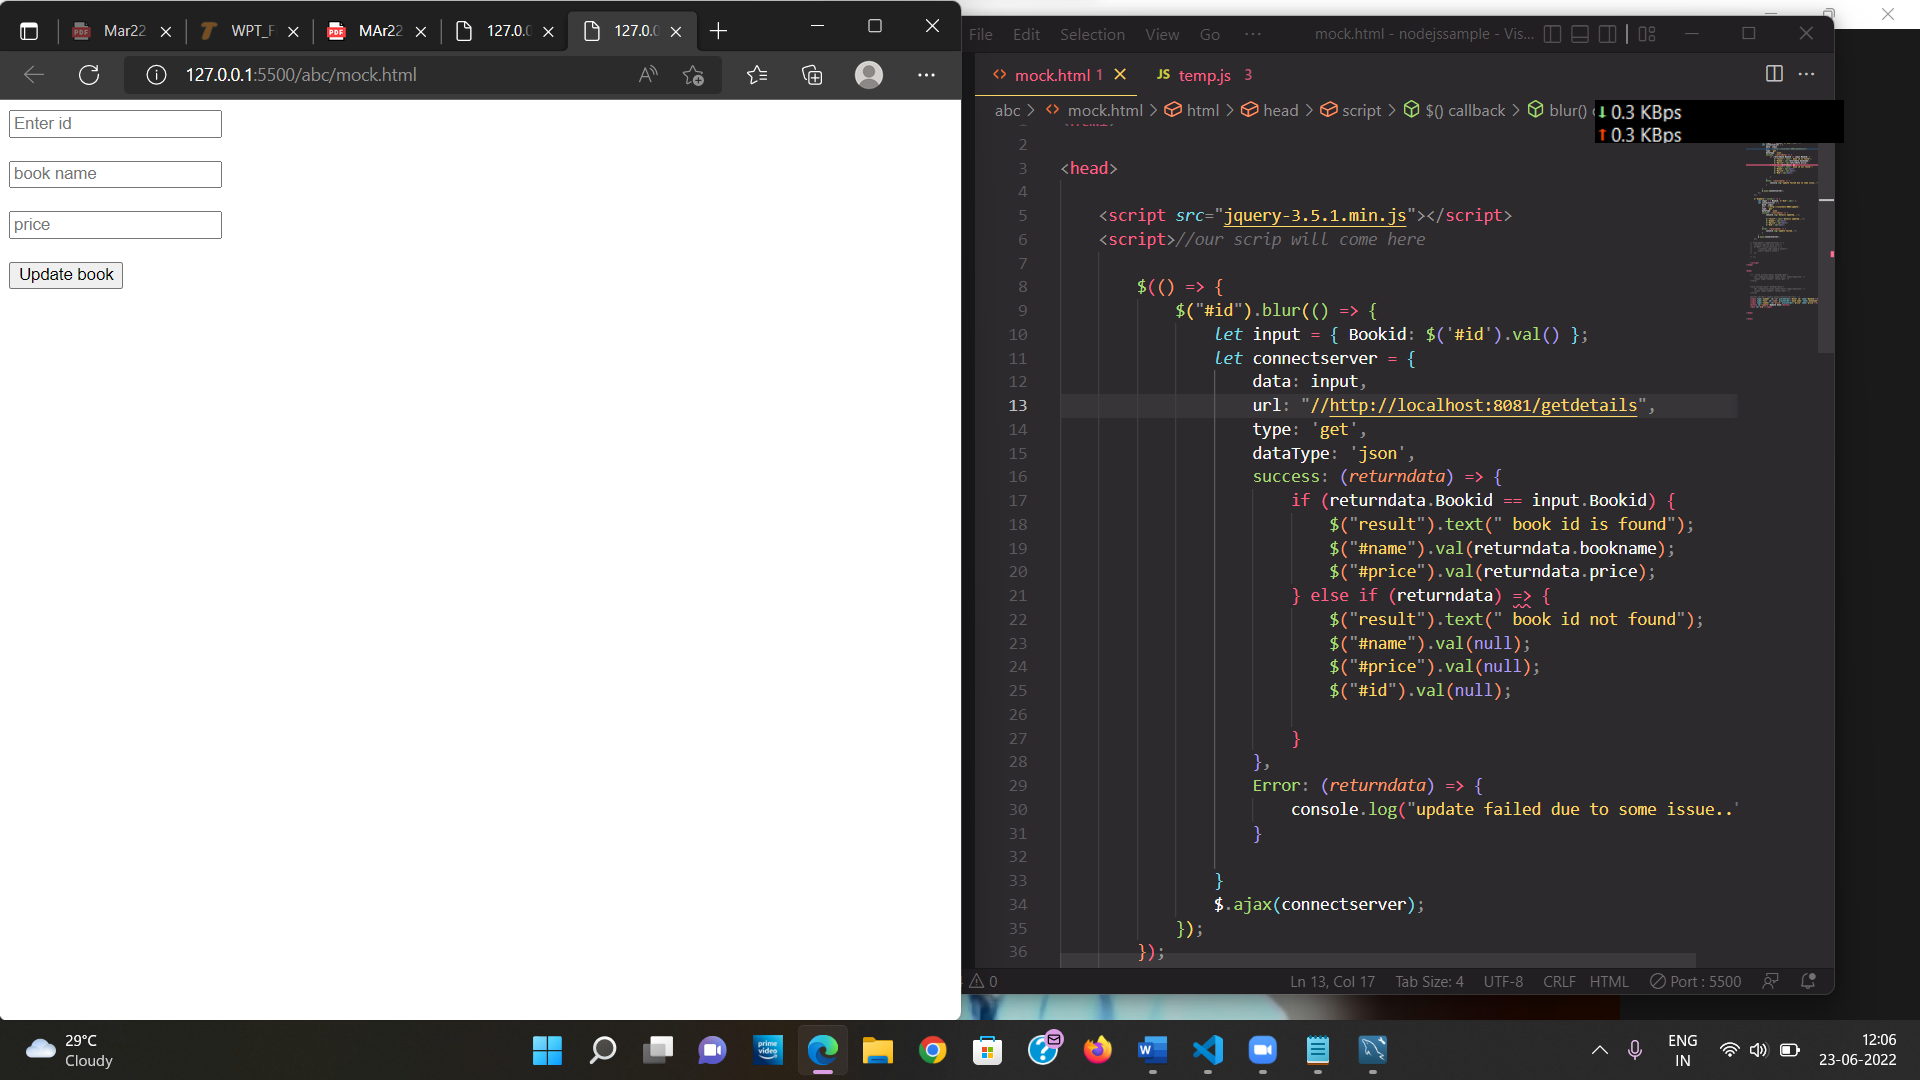 Mar22
WPT_F
MAr22
127.0.0
127.0.0
127.0.0.1:5500/abc/mock.html
Enter id
book name
price
Update book
File Edit Selection View Go ··· mock.html - nodejssample - Vis...
mock.html 1
JS temp.js 3
abc > mock.html > html > head > script > $() callback > blur()
0.3 KBps
0.3 KBps
2
3 <head>
4
5 <script src="jquery-3.5.1.min.js"></script>
6 <script>//our scrip will come here
7
8 $(() => {
9 $("#id").blur(() => {
10 let input = { Bookid: $('#id').val() };
11 let connectserver = {
12 data: input,
13 url: "//http://localhost:8081/getdetails",
14 type: 'get',
15 dataType: 'json',
16 success: (returndata) => {
17 if (returndata.Bookid == input.Bookid) {
18 $("result").text(" book id is found");
19 $("#name").val(returndata.bookname);
20 $("#price").val(returndata.price);
21 } else if (returndata) => {
22 $("result").text(" book id not found");
23 $("#name").val(null);
24 $("#price").val(null);
25 $("#id").val(null);
26
27 }
28 },
29 Error: (returndata) => {
30 console.log("update failed due to some issue..
31 }
32
33 }
34 $.ajax(connectserver);
35 });
36 });
0 Ln 13, Col 17 Tab Size: 4 UTF-8 CRLF HTML Port : 5500
29°C
Cloudy
prime
video
ENG
IN
12:06
23-06-2022